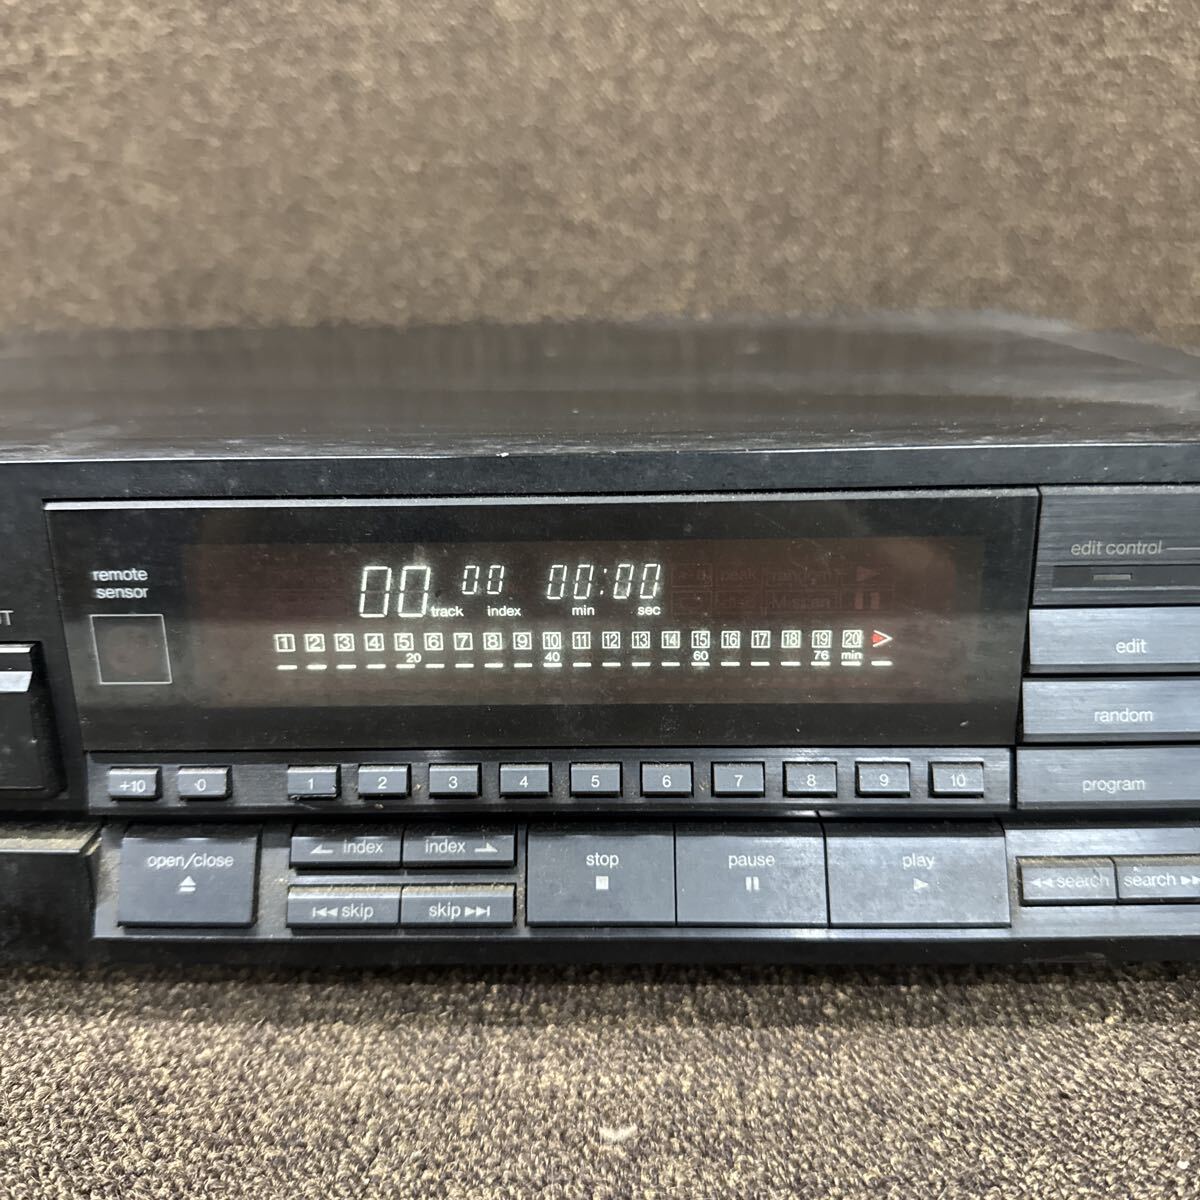 remote
sensor
00 track 00 index 00:00 min sec
peak
1 2 3 4 5 6 7 8 9 10 11 12 13 14 15 16 17 18 19 20
20 40 60 76 min
edit control
edit
random
program
+10 0 1 2 3 4 5 6 7 8 9 10
open/close
index index
skip skip
stop
pause
play
search search